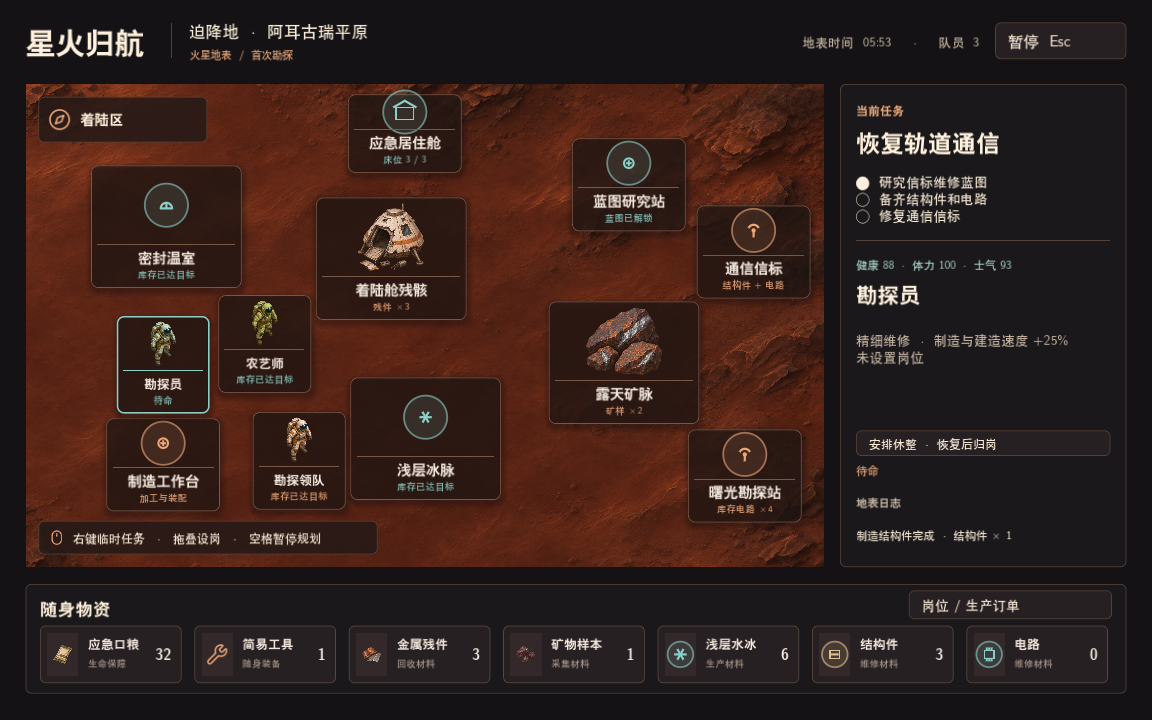 星火归航
迫降地 · 阿耳古瑞平原
火星地表 / 首次勘探
地表时间 05:53 · 队员 3
暂停 Esc
着陆区
应急居住舱
床位 3 / 3
密封温室
库存已达目标
着陆舱残骸
残件 ×3
蓝图研究站
蓝图已解锁
通信信标
结构件 + 电路
农艺师
库存已达目标
勘探员
待命
露天矿脉
矿样 ×2
制造工作台
加工与装配
勘探领队
库存已达目标
浅层冰脉
库存已达目标
曙光勘探站
库存电路 ×4
右键临时任务 · 拖叠设岗 · 空格暂停规划
当前任务
恢复轨道通信
研究信标维修蓝图
备齐结构件和电路
修复通信信标
健康 88 · 体力 100 · 士气 93
勘探员
精细维修 · 制造与建造速度 +25%
未设置岗位
安排休整 · 恢复后归岗
待命
地表日志
制造结构件完成 · 结构件 × 1
随身物资
岗位 / 生产订单
应急口粮
生命保障
32
简易工具
随身装备
1
金属残件
回收材料
3
矿物样本
采集材料
1
浅层水冰
生产材料
6
结构件
维修材料
3
电路
维修材料
0